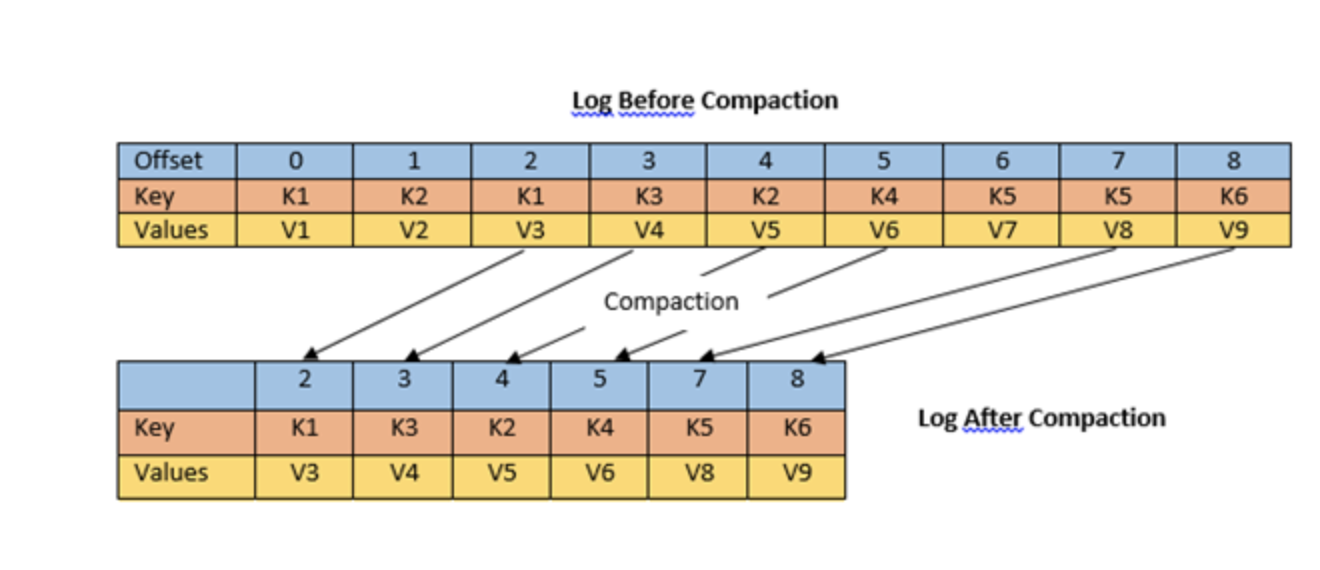 Log Before Compaction
Offset 0 1 2 3 4 5 6 7 8
Key K1 K2 K1 K3 K2 K4 K5 K5 K6
Values V1 V2 V3 V4 V5 V6 V7 V8 V9
Compaction
2 3 4 5 7 8
Log After Compaction
Key K1 K3 K2 K4 K5 K6
Values V3 V4 V5 V6 V8 V9